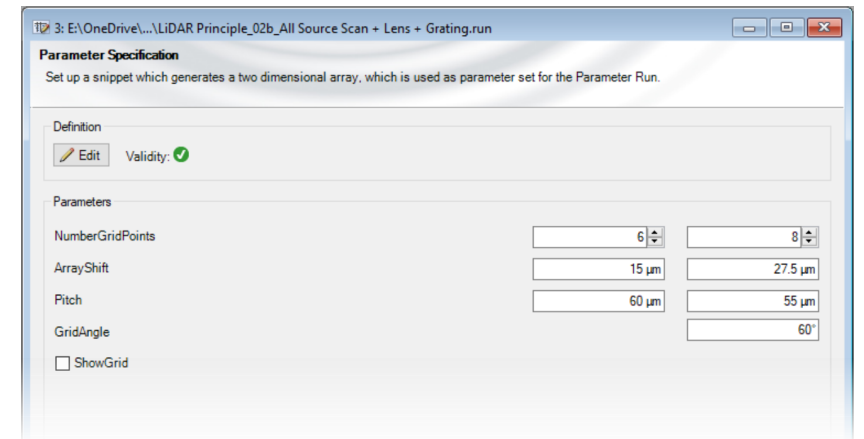 3: E:\OneDrive\...\LiDAR Principle_02b_All Source Scan + Lens + Grating.run
Parameter Specification
Set up a snippet which generates a two dimensional array, which is used as parameter set for the Parameter Run.
Definition
Edit Validity:
Parameters
NumberGridPoints 6 8
ArrayShift 15 µm 27.5 µm
Pitch 60 µm 55 µm
GridAngle 60°
ShowGrid